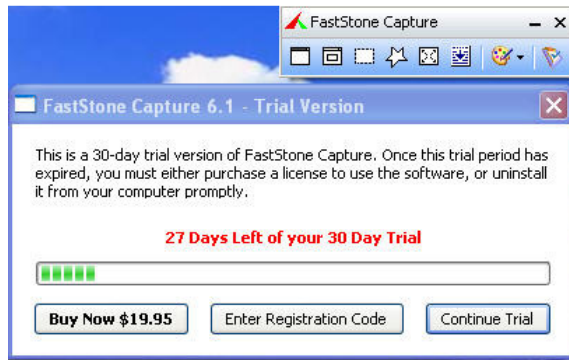 FastStone Capture
FastStone Capture 6.1 - Trial Version
This is a 30-day trial version of FastStone Capture. Once this trial period has
expired, you must either purchase a license to use the software, or uninstall
it from your computer promptly.
27 Days Left of your 30 Day Trial
Buy Now $19.95
Enter Registration Code
Continue Trial